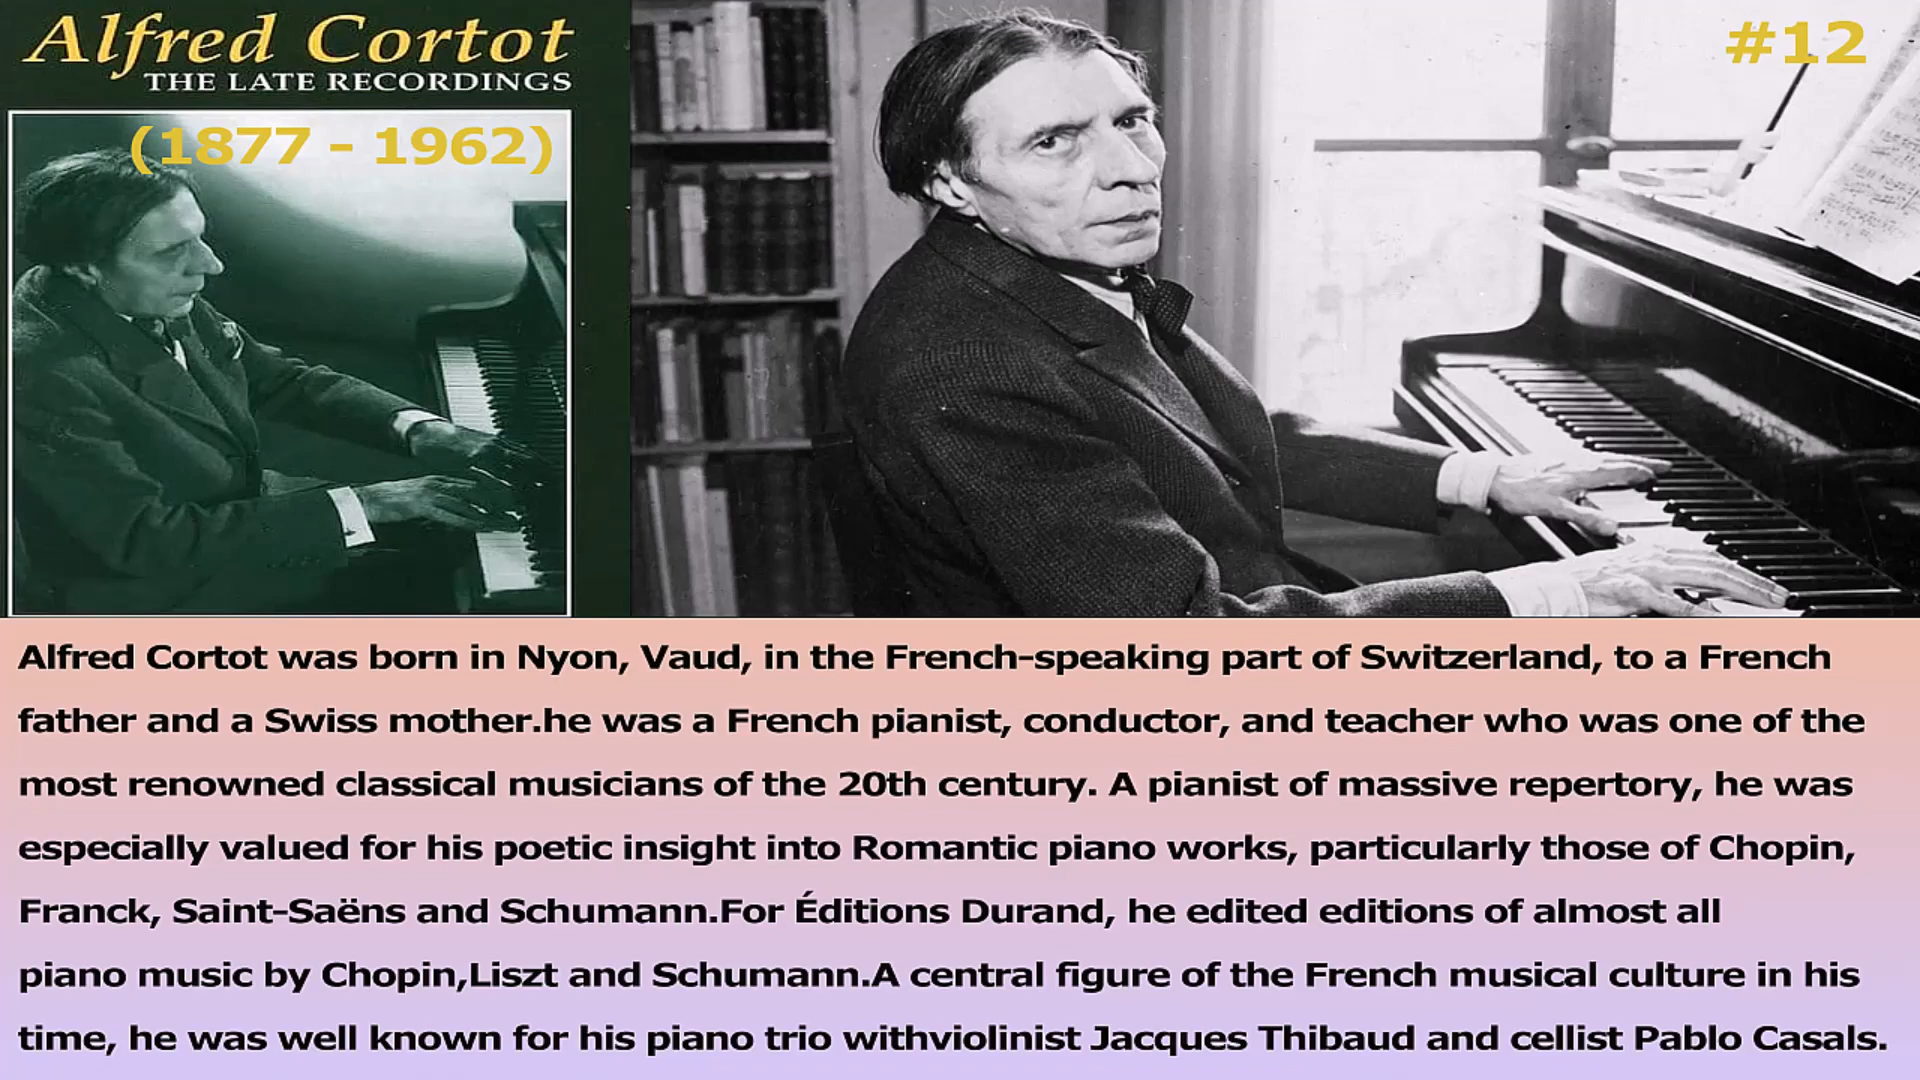 Alfred Cortot
THE LATE RECORDINGS
(1877 - 1962)
#12
Alfred Cortot was born in Nyon, Vaud, in the French-speaking part of Switzerland, to a French
father and a Swiss mother.he was a French pianist, conductor, and teacher who was one of the
most renowned classical musicians of the 20th century. A pianist of massive repertory, he was
especially valued for his poetic insight into Romantic piano works, particularly those of Chopin,
Franck, Saint-Saëns and Schumann.For Éditions Durand, he edited editions of almost all
piano music by Chopin,Liszt and Schumann.A central figure of the French musical culture in his
time, he was well known for his piano trio withviolinist Jacques Thibaud and cellist Pablo Casals.